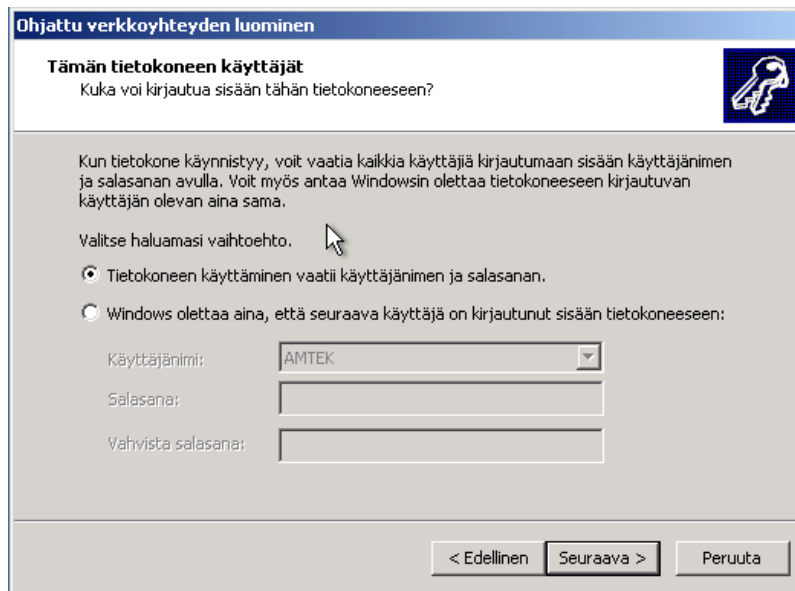 Ohjattu verkkoyhteyden luominen
Tämän tietokoneen käyttäjät
Kuka voi kirjautua sisään tähän tietokoneeseen?
Kun tietokone käynnistyy, voit vaatia kaikkia käyttäjiä kirjautumaan sisään käyttäjänimen
ja salasanan avulla. Voit myös antaa Windowsin olettaa tietokoneeseen kirjautuvan
käyttäjän olevan aina sama.
Valitse haluamasi vaihtoehto.
Tietokoneen käyttäminen vaatii käyttäjänimen ja salasanan.
Windows olettaa aina, että seuraava käyttäjä on kirjautunut sisään tietokoneeseen:
Käyttäjänimi: AMTEK
Salasana:
Vahvista salasana:
< Edellinen Seuraava > Peruuta